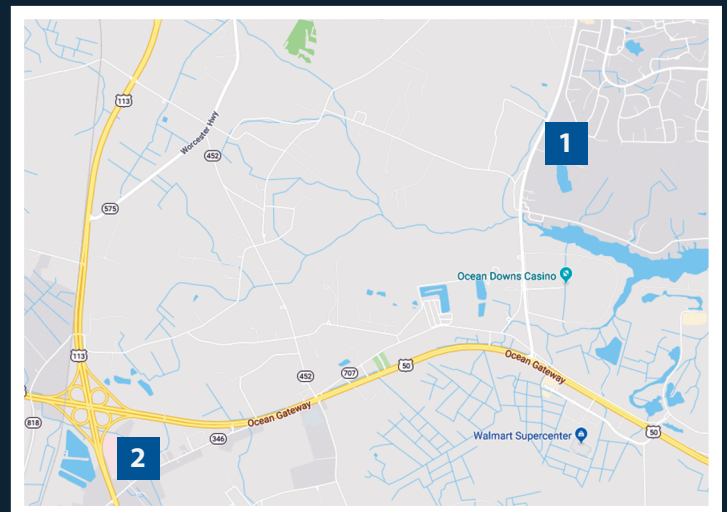 113
1
Worcester Hwy
452
575
Ocean Downs Casino
113
Ocean Gateway
50
707
452
Ocean Gateway
818
346
50
Walmart Supercenter
2